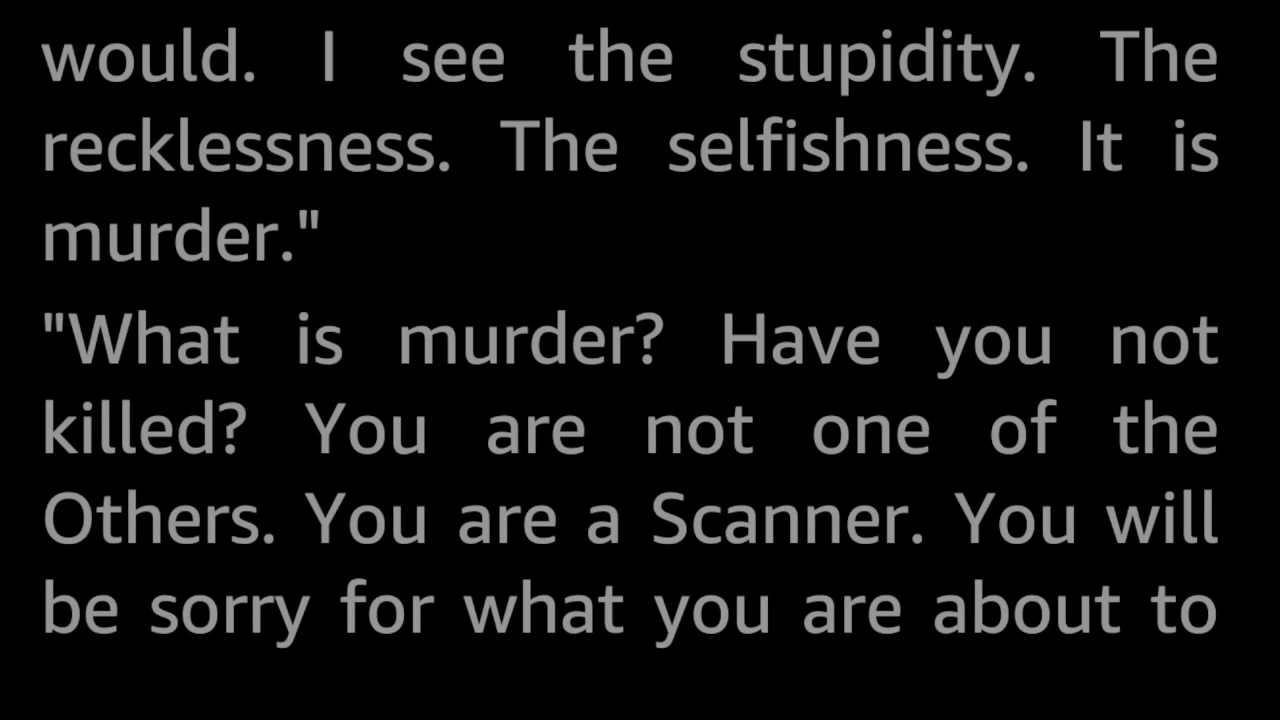 would. I see the stupidity. The
recklessness. The selfishness. It is
murder."
"What is murder? Have you not
killed? You are not one of the
Others. You are a Scanner. You will
be sorry for what you are about to